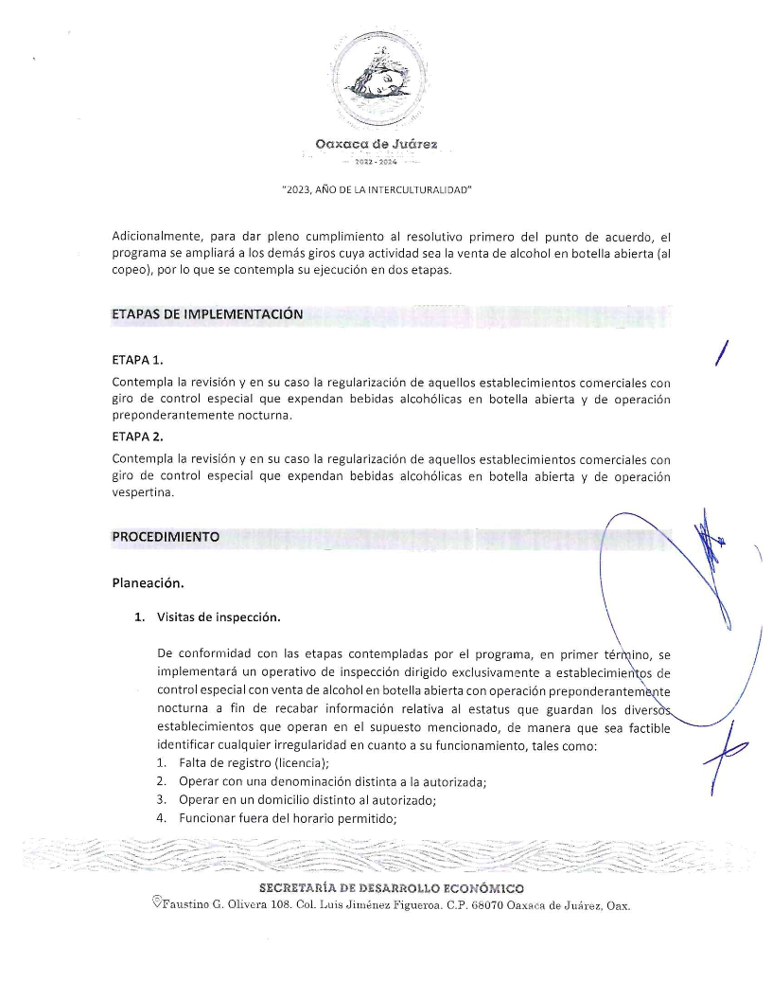 Oaxaca de Juárez
2022 - 2024
"2023, AÑO DE LA INTERCULTURALIDAD"
Adicionalmente, para dar pleno cumplimiento al resolutivo primero del punto de acuerdo, el
programa se ampliará a los demás giros cuya actividad sea la venta de alcohol en botella abierta (al
copeo), por lo que se contempla su ejecución en dos etapas.
ETAPAS DE IMPLEMENTACIÓN
ETAPA 1.
Contempla la revisión y en su caso la regularización de aquellos establecimientos comerciales con
giro de control especial que expendan bebidas alcohólicas en botella abierta y de operación
preponderantemente nocturna.
ETAPA 2.
Contempla la revisión y en su caso la regularización de aquellos establecimientos comerciales con
giro de control especial que expendan bebidas alcohólicas en botella abierta y de operación
vespertina.
PROCEDIMIENTO
Planeación.
1. Visitas de inspección.
De conformidad con las etapas contempladas por el programa, en primer término, se
implementará un operativo de inspección dirigido exclusivamente a establecimientos de
control especial con venta de alcohol en botella abierta con operación preponderantemente
nocturna a fin de recabar información relativa al estatus que guardan los diversos
establecimientos que operan en el supuesto mencionado, de manera que sea factible
identificar cualquier irregularidad en cuanto a su funcionamiento, tales como:
1. Falta de registro (licencia);
2. Operar con una denominación distinta a la autorizada;
3. Operar en un domicilio distinto al autorizado;
4. Funcionar fuera del horario permitido;
SECRETARÍA DE DESARROLLO ECONÓMICO
Faustino G. Olivera 108. Col. Luis Jiménez Figueroa. C.P. 68070 Oaxaca de Juárez, Oax.